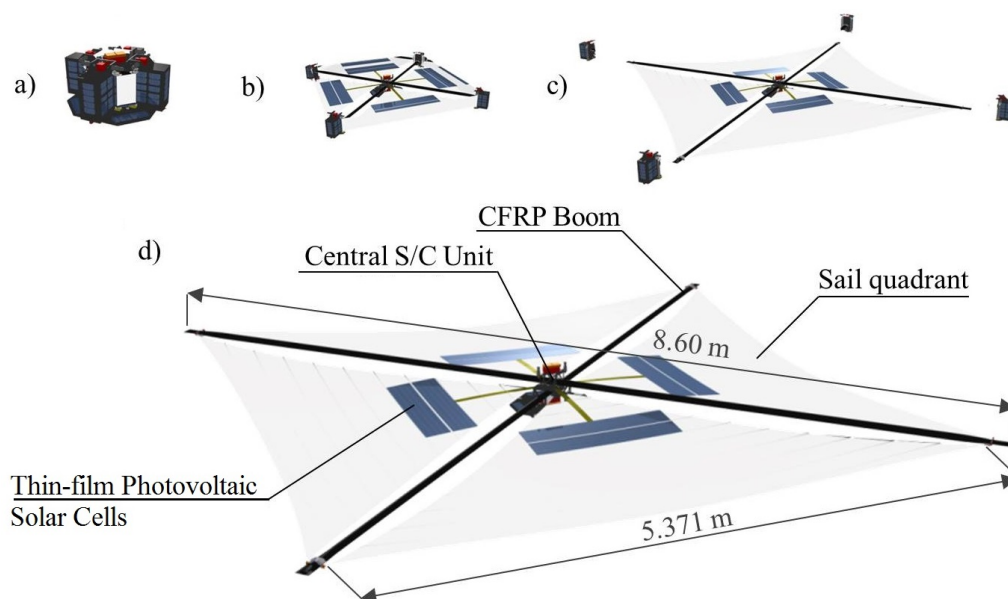 a)
b)
c)
d)
CFRP Boom
Central S/C Unit
Sail quadrant
8.60 m
Thin-film Photovoltaic
Solar Cells
5.371 m